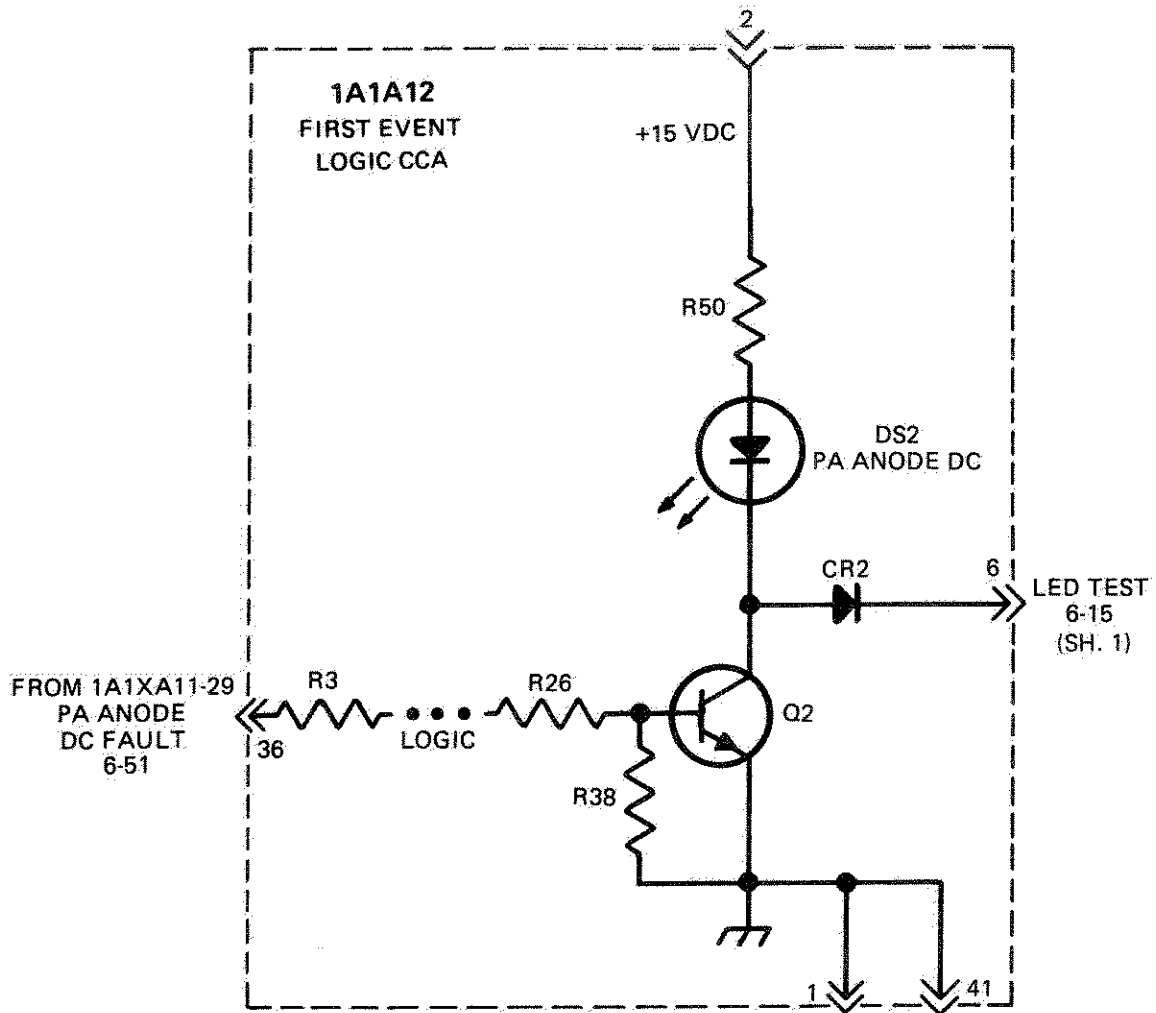 2
1A1A12
FIRST EVENT
LOGIC CCA
+15 VDC
R50
DS2
PA ANODE DC
CR2
6
LED TEST
6-15
(SH. 1)
FROM 1A1XA11-29
PA ANODE
DC FAULT
6-51
36
R3
LOGIC
R26
Q2
R38
1
41